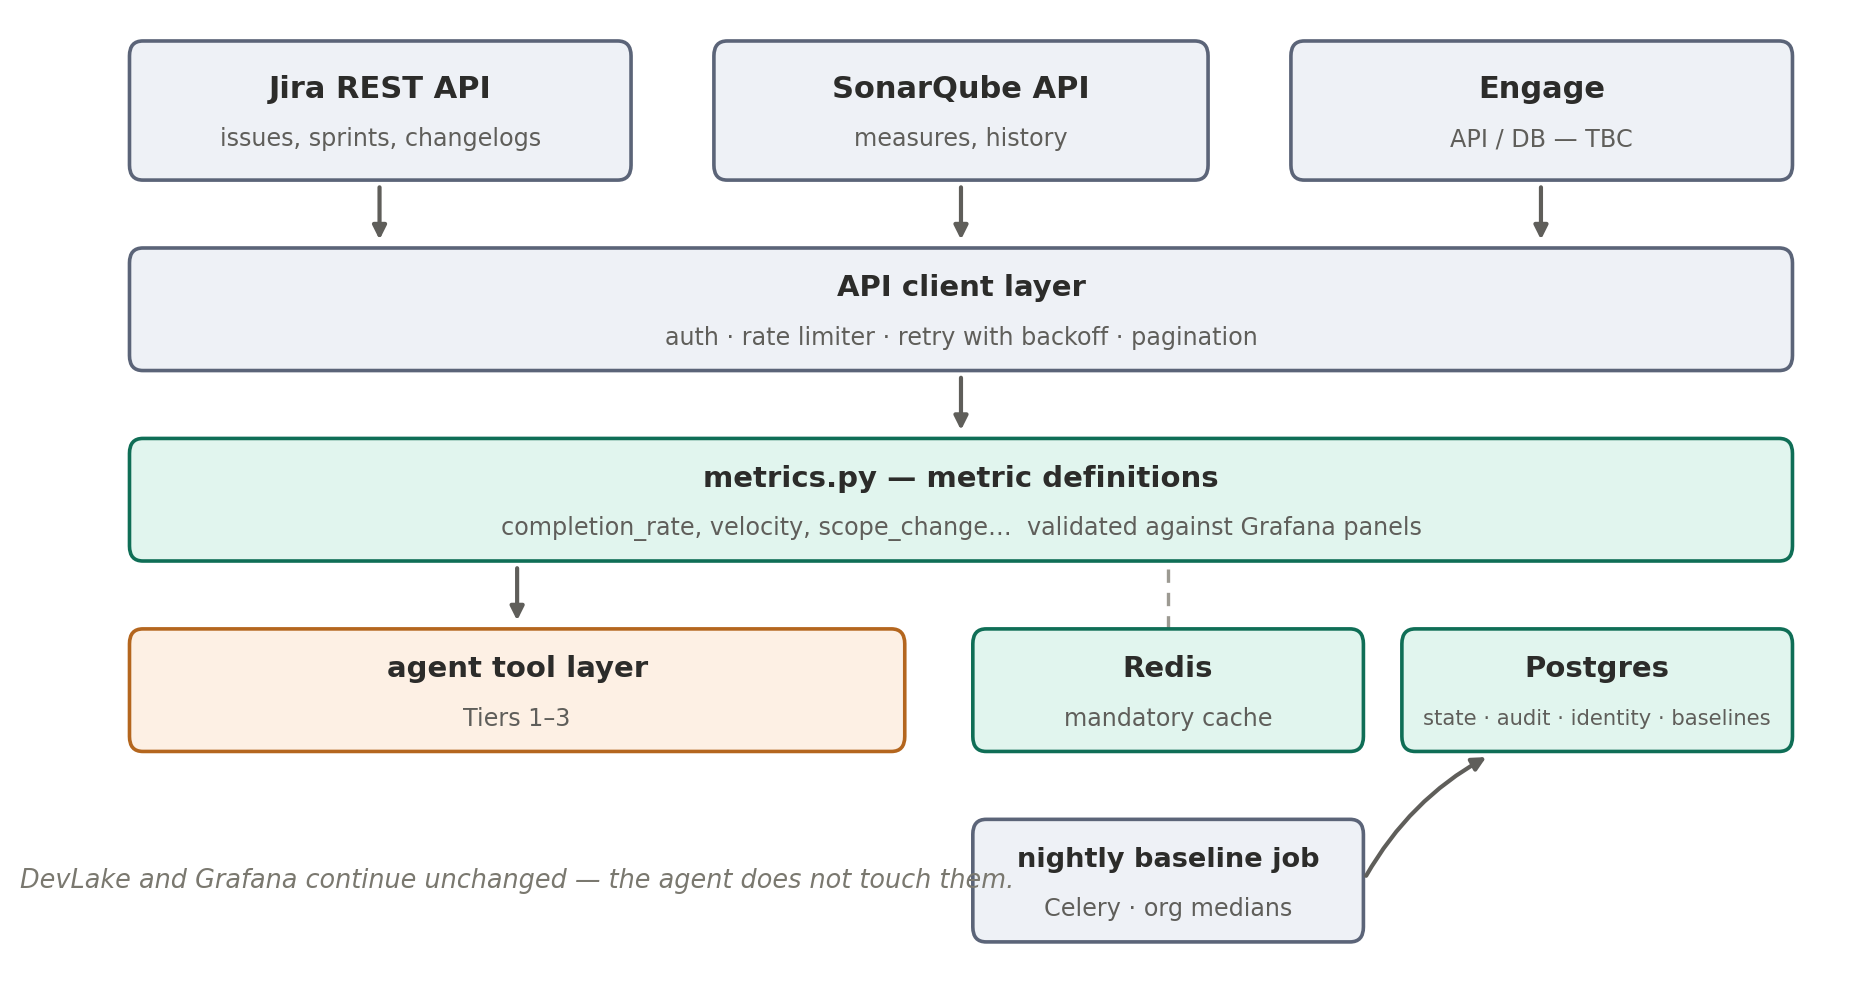 Jira REST API
issues, sprints, changelogs
SonarQube API
measures, history
Engage
API / DB — TBC
API client layer
auth · rate limiter · retry with backoff · pagination
metrics.py — metric definitions
completion_rate, velocity, scope_change…  validated against Grafana panels
agent tool layer
Tiers 1–3
Redis
mandatory cache
Postgres
state · audit · identity · baselines
DevLake and Grafana continue unchanged — the agent does not touch them.
nightly baseline job
Celery · org medians